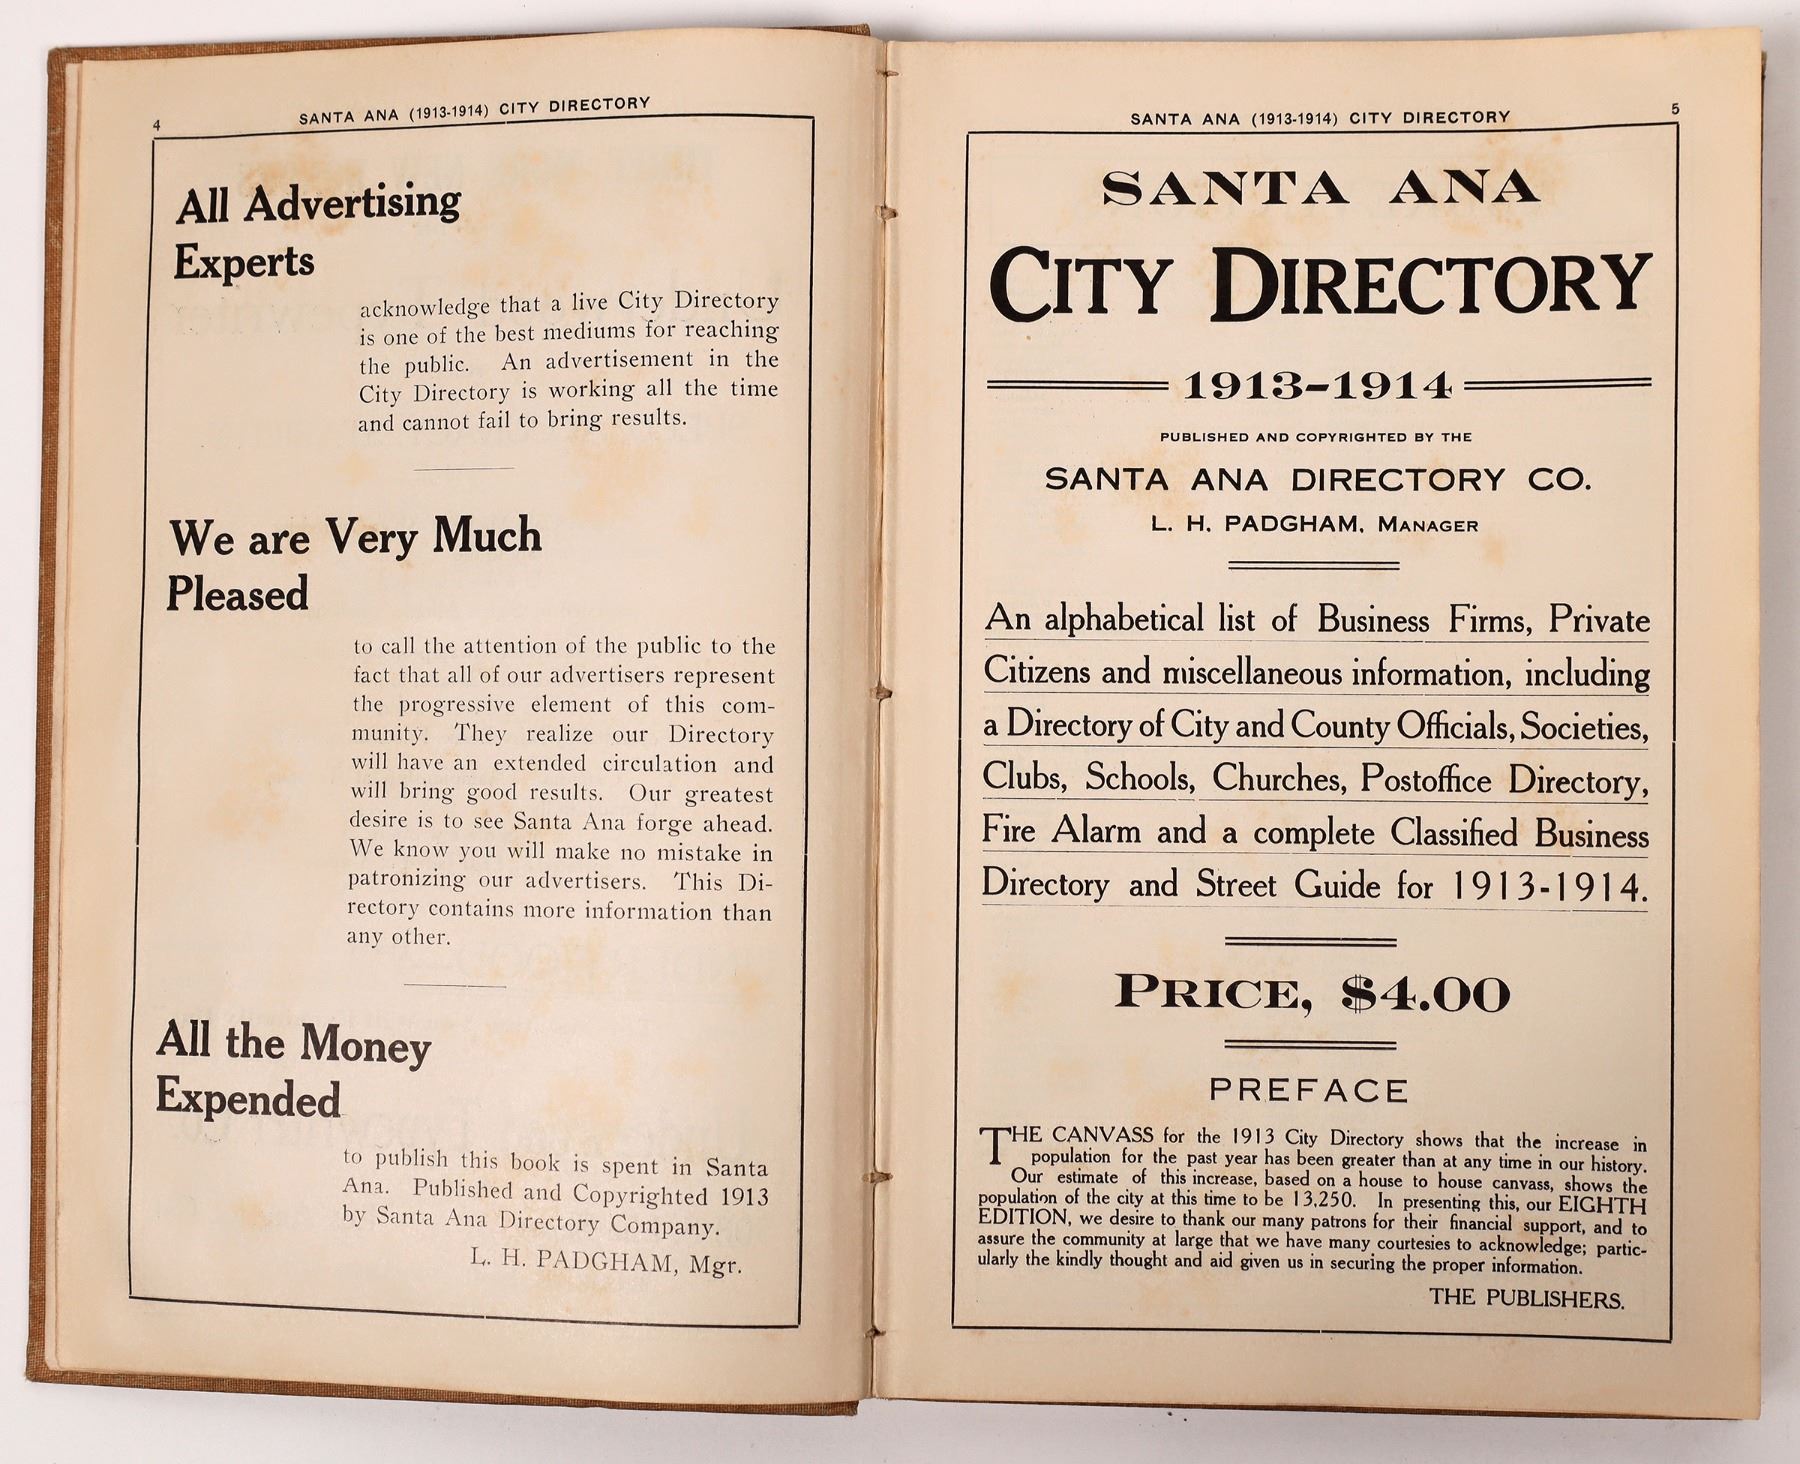 4
SANTA ANA (1913-1914) CITY DIRECTORY
All Advertising
Experts
acknowledge that a live City Directory
is one of the best mediums for reaching
the public. An advertisement in the
City Directory is working all the time
and cannot fail to bring results.
We are Very Much
Pleased
to call the attention of the public to the
fact that all of our advertisers represent
the progressive element of this com-
munity. They realize our Directory
will have an extended circulation and
will bring good results. Our greatest
desire is to see Santa Ana forge ahead.
We know you will make no mistake in
patronizing our advertisers. This Di-
rectory contains more information than
any other.
All the Money
Expended
to publish this book is spent in Santa
Ana. Published and Copyrighted 1913
by Santa Ana Directory Company.
L. H. PADGHAM, Mgr.
SANTA ANA (1913-1914) CITY DIRECTORY
5
SANTA ANA
CITY DIRECTORY
1913-1914
PUBLISHED AND COPYRIGHTED BY THE
SANTA ANA DIRECTORY CO.
L. H. PADGHAM, MANAGER
An alphabetical list of Business Firms, Private
Citizens and miscellaneous information, including
a Directory of City and County Officials, Societies,
Clubs, Schools, Churches, Postoffice Directory,
Fire Alarm and a complete Classified Business
Directory and Street Guide for 1913-1914.
PRICE, $4.00
PREFACE
THE CANVASS for the 1913 City Directory shows that the increase in
population for the past year has been greater than at any time in our history.
Our estimate of this increase, based on a house to house canvass, shows the
population of the city at this time to be 13,250. In presenting this, our EIGHTH
EDITION, we desire to thank our many patrons for their financial support, and to
assure the community at large that we have many courtesies to acknowledge; partic-
ularly the kindly thought and aid given us in securing the proper information.
THE PUBLISHERS.